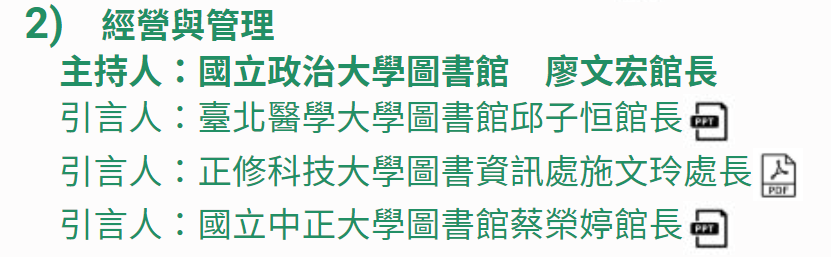 2) 經營與管理
主持人：國立政治大學圖書館 廖文宏館長
引言人：臺北醫學大學圖書館邱子恒館長 PPT
引言人：正修科技大學圖書資訊處施文玲處長 PDF
引言人：國立中正大學圖書館蔡榮婷館長 PPT